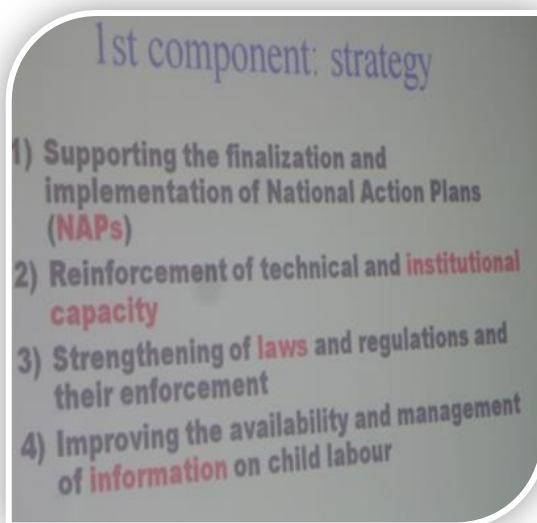 1st component: strategy
1) Supporting the finalization and
implementation of National Action Plans
(NAPs)
2) Reinforcement of technical and institutional
capacity
3) Strengthening of laws and regulations and
their enforcement
4) Improving the availability and management
of information on child labour